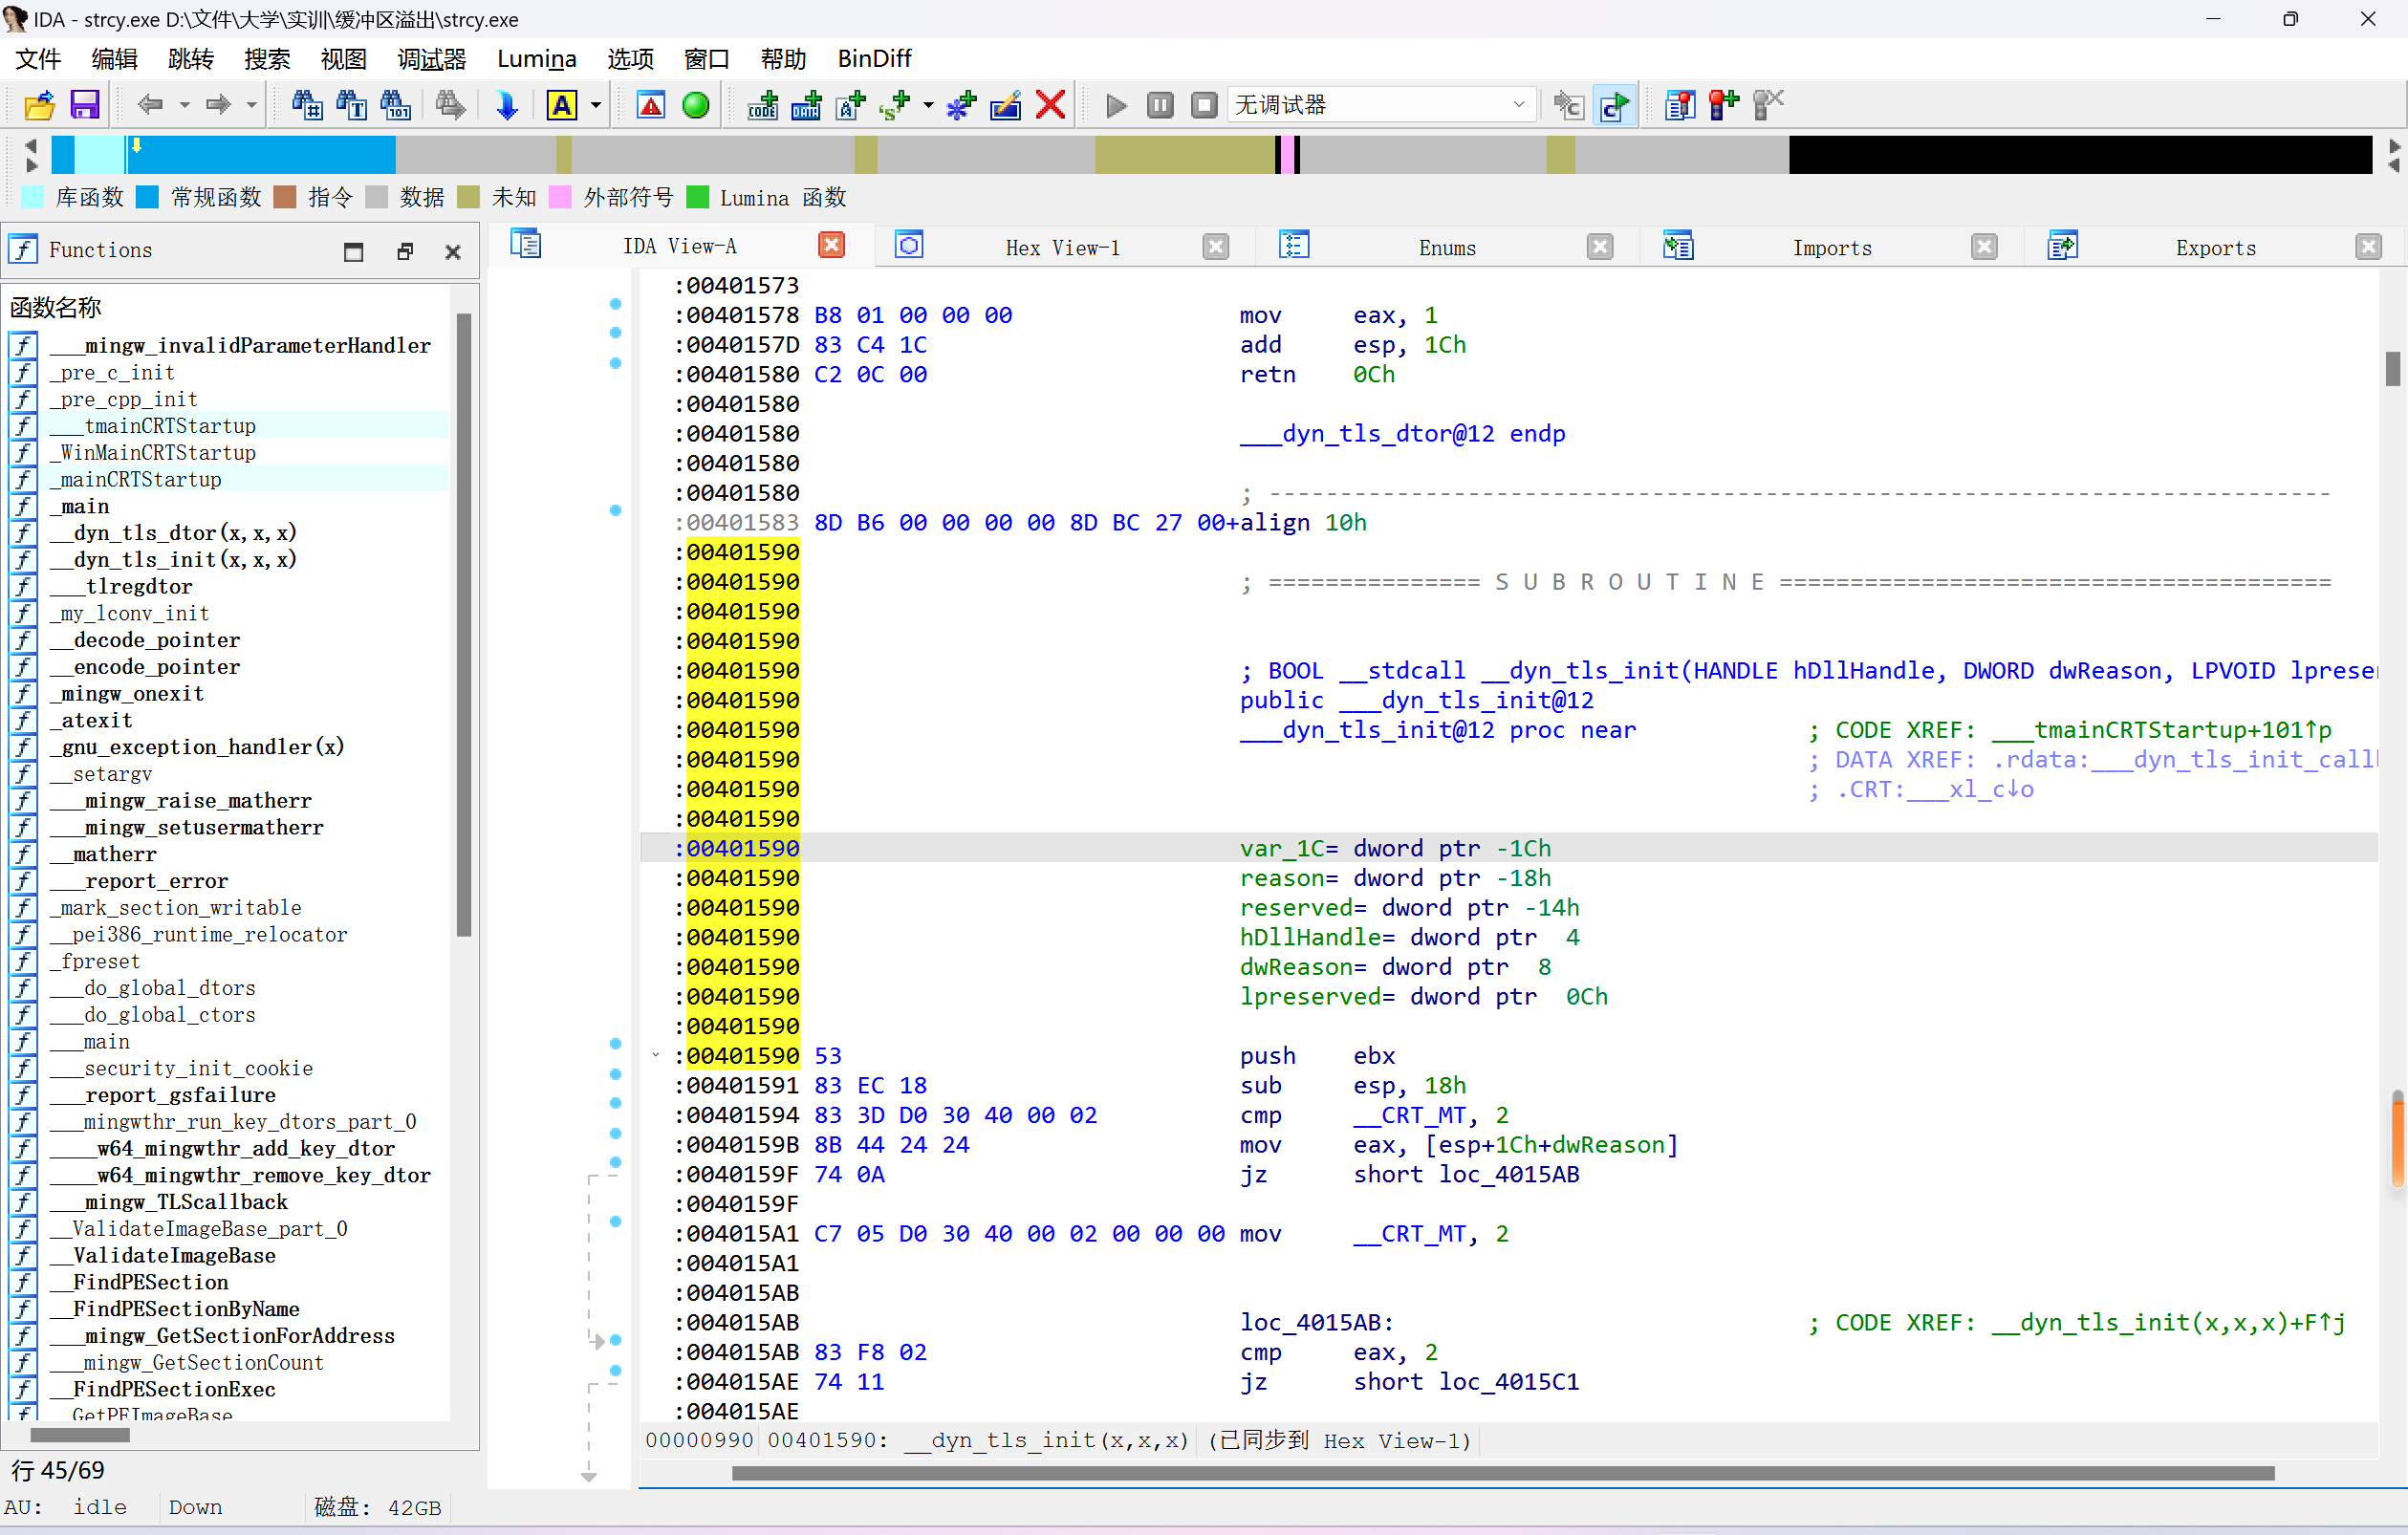 IDA - strcy.exe D:\文件\大学\实训\缓冲区溢出\strcy.exe
文件 编辑 跳转 搜索 视图 调试器 Lumina 选项 窗口 帮助 BinDiff
无调试器
库函数 常规函数 指令 数据 未知 外部符号 Lumina 函数
Functions
IDA View-A Hex View-1 Enums Imports Exports
函数名称
___mingw_invalidParameterHandler
_pre_c_init
_pre_cpp_init
___tmainCRTStartup
_WinMainCRTStartup
_mainCRTStartup
_main
__dyn_tls_dtor(x,x,x)
__dyn_tls_init(x,x,x)
___tlregdtor
_my_lconv_init
__decode_pointer
__encode_pointer
_mingw_onexit
_atexit
_gnu_exception_handler(x)
__setargv
___mingw_raise_matherr
___mingw_setusermatherr
__matherr
___report_error
_mark_section_writable
__pei386_runtime_relocator
_fpreset
___do_global_dtors
___do_global_ctors
___main
___security_init_cookie
___report_gsfailure
___mingwthr_run_key_dtors_part_0
____w64_mingwthr_add_key_dtor
____w64_mingwthr_remove_key_dtor
___mingw_TLScallback
__ValidateImageBase_part_0
__ValidateImageBase
__FindPESection
__FindPESectionByName
___mingw_GetSectionForAddress
___mingw_GetSectionCount
__FindPESectionExec
__GetPEImageBase
行 45/69
:00401573
:00401578 B8 01 00 00 00 mov eax, 1
:0040157D 83 C4 1C add esp, 1Ch
:00401580 C2 0C 00 retn 0Ch
:00401580
:00401580 ___dyn_tls_dtor@12 endp
:00401580
:00401580 ; ---------------------------------------------------------------------------
:00401583 8D B6 00 00 00 00 8D BC 27 00+align 10h
:00401590
:00401590 ; =============== S U B R O U T I N E =======================================
:00401590
:00401590
:00401590 ; BOOL __stdcall __dyn_tls_init(HANDLE hDllHandle, DWORD dwReason, LPVOID lprese
:00401590 public ___dyn_tls_init@12
:00401590 ___dyn_tls_init@12 proc near ; CODE XREF: ___tmainCRTStartup+101↑p
:00401590 ; DATA XREF: .rdata:___dyn_tls_init_call
:00401590 ; .CRT:___xl_c↓o
:00401590
:00401590 var_1C= dword ptr -1Ch
:00401590 reason= dword ptr -18h
:00401590 reserved= dword ptr -14h
:00401590 hDllHandle= dword ptr 4
:00401590 dwReason= dword ptr 8
:00401590 lpreserved= dword ptr 0Ch
:00401590
:00401590 53 push ebx
:00401591 83 EC 18 sub esp, 18h
:00401594 83 3D D0 30 40 00 02 cmp __CRT_MT, 2
:0040159B 8B 44 24 24 mov eax, [esp+1Ch+dwReason]
:0040159F 74 0A jz short loc_4015AB
:0040159F
:004015A1 C7 05 D0 30 40 00 02 00 00 00 mov __CRT_MT, 2
:004015A1
:004015AB
:004015AB loc_4015AB: ; CODE XREF: __dyn_tls_init(x,x,x)+F↑j
:004015AB 83 F8 02 cmp eax, 2
:004015AE 74 11 jz short loc_4015C1
:004015AE
00000990 00401590: __dyn_tls_init(x,x,x) (已同步到 Hex View-1)
AU: idle Down 磁盘: 42GB